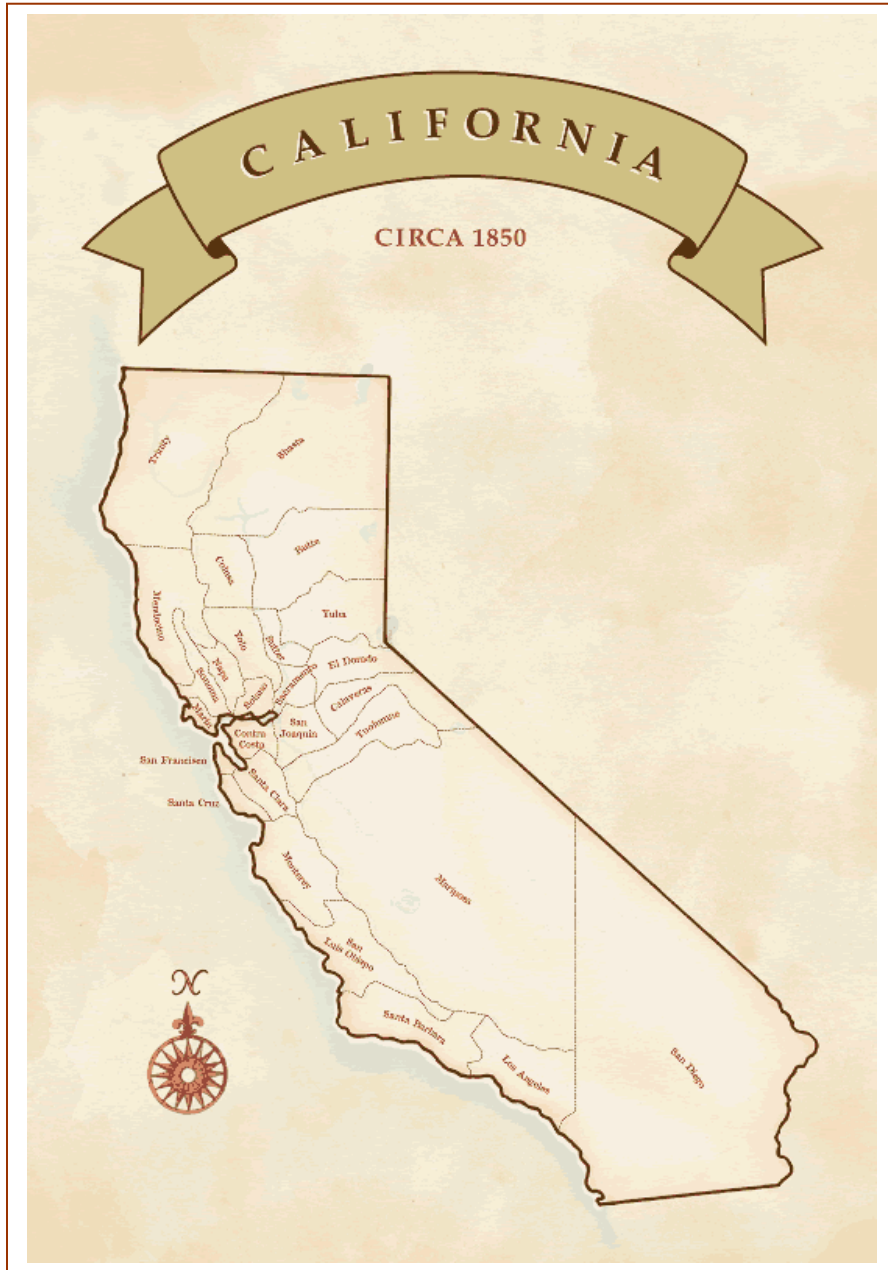 CALIFORNIA
CIRCA 1850
Trinity
Shasta
Butte
Colusa
Mendocino
Yuba
Yolo
Sutter
Napa
El Dorado
Sonoma
Sacramento
Solano
Calaveras
Marin
San
Joaquin
Tuolumne
Contra
Costa
San Francisco
Santa Clara
Santa Cruz
Monterey
Mariposa
San
Luis Obispo
N
Santa Barbara
Los Angeles
San Diego